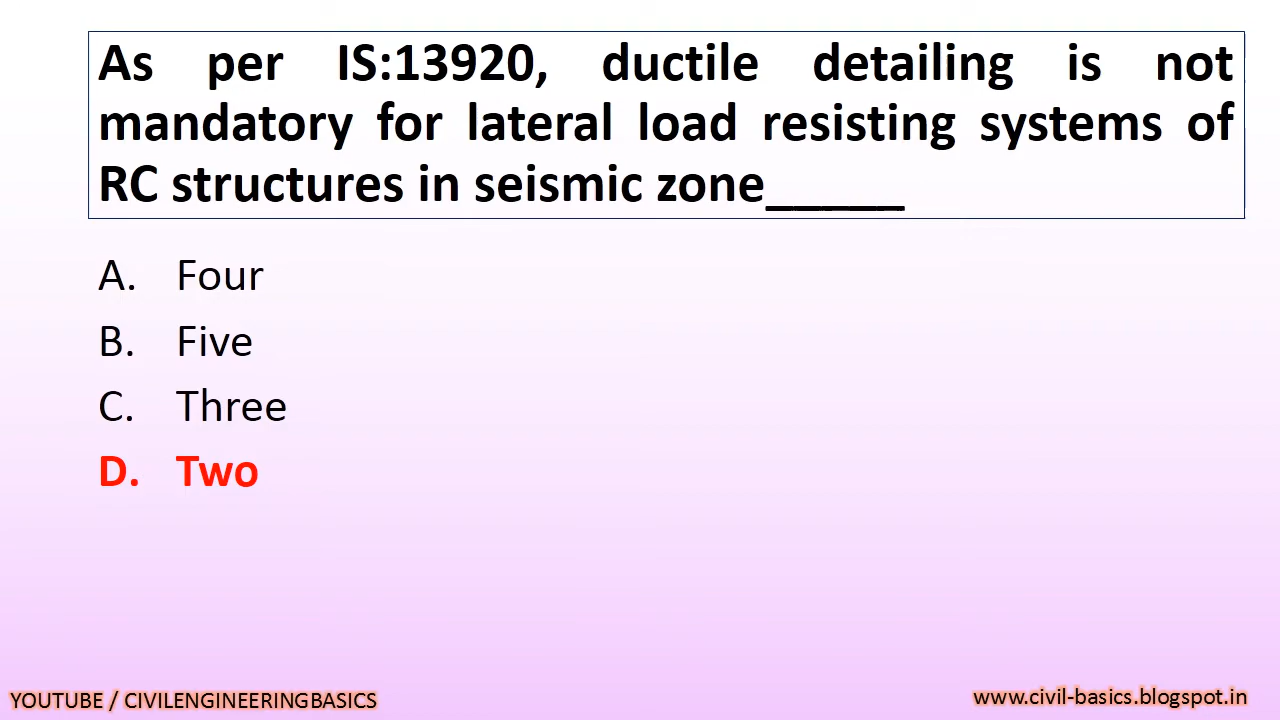 As per IS:13920, ductile detailing is not
mandatory for lateral load resisting systems of
RC structures in seismic zone_____
A. Four
B. Five
C. Three
D. Two
YOUTUBE / CIVILENGINEERINGBASICS
www.civil-basics.blogspot.in